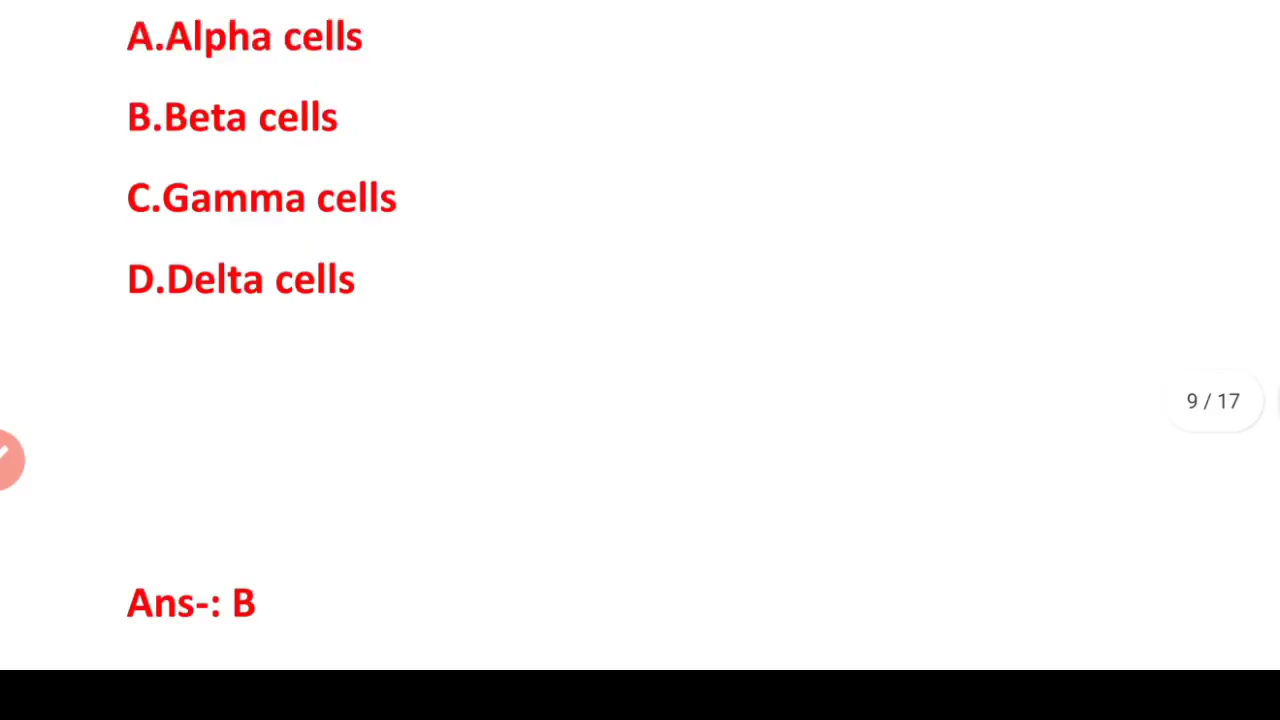 A.Alpha cells
B.Beta cells
C.Gamma cells
D.Delta cells
9 / 17
Ans-: B